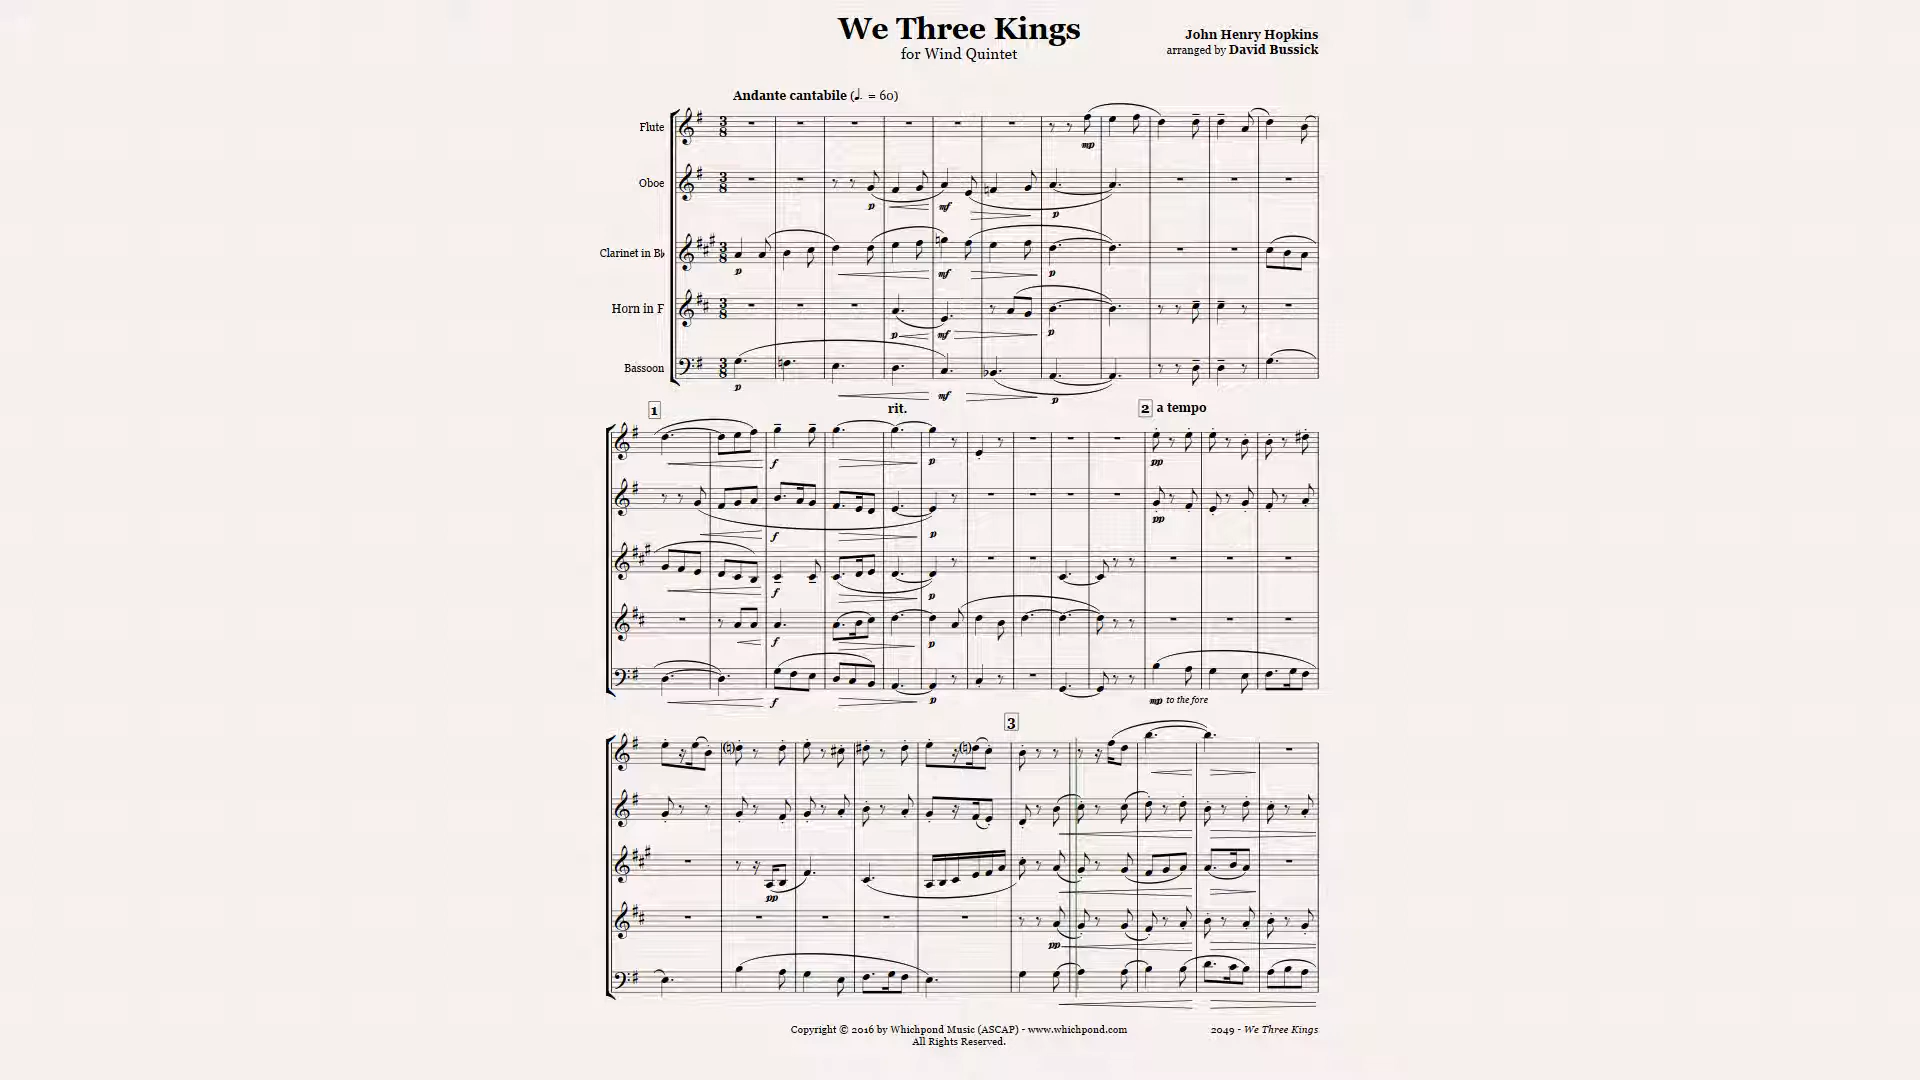 We Three Kings
for Wind Quintet
John Henry Hopkins
arranged by David Bussick
Andante cantabile (♩. = 60)
Flute
mp
Oboe
p mf p
Clarinet in B♭
p mf p
Horn in F
p mf p
Bassoon
p mf p
1 rit. 2 a tempo
f p pp
f p pp
f p
f p
f p mp to the fore
3
pp
pp
Copyright © 2016 by Whichpond Music (ASCAP) - www.whichpond.com
All Rights Reserved.
2049 - We Three Kings